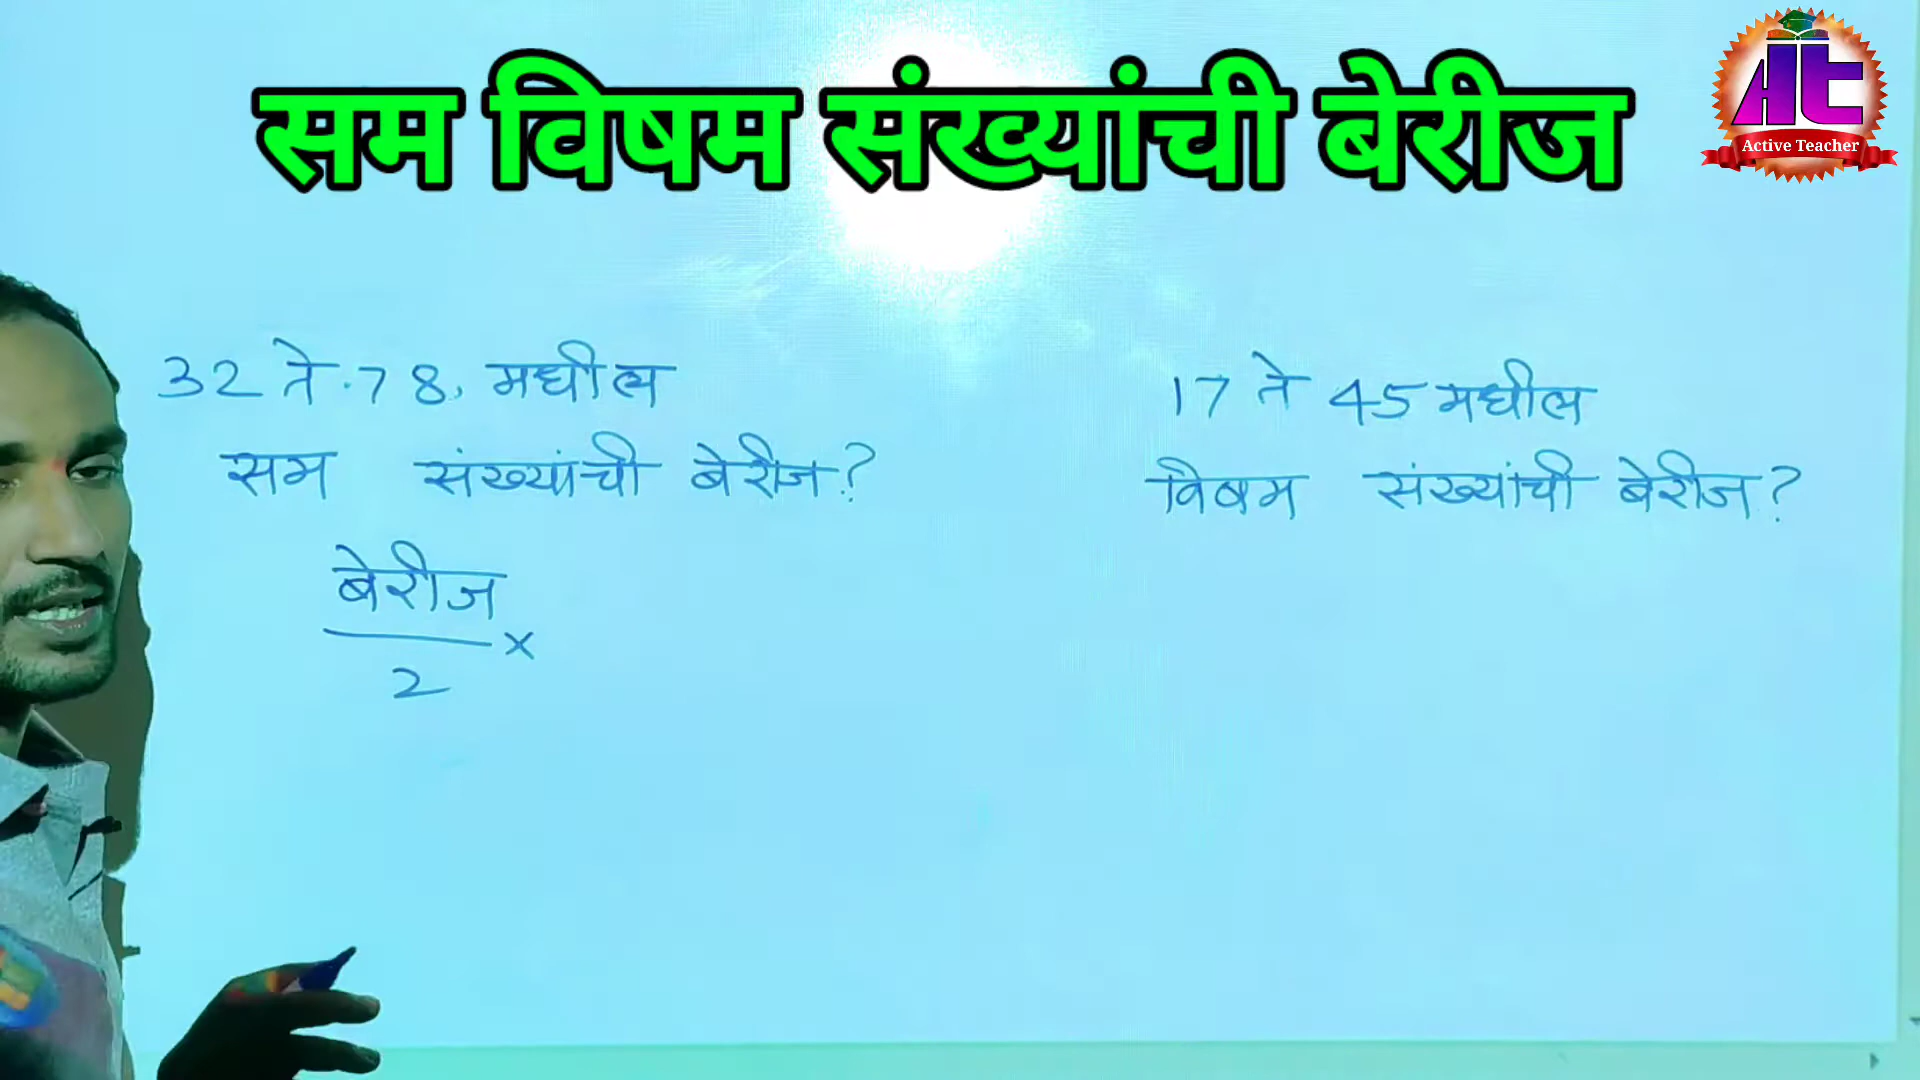 सम विषम संख्यांची बेरीज
Active Teacher
32 ते 78 मधील
सम संख्यांची बेरीज?
बेरीज
2
×
17 ते 45 मधील
विषम संख्यांची बेरीज?